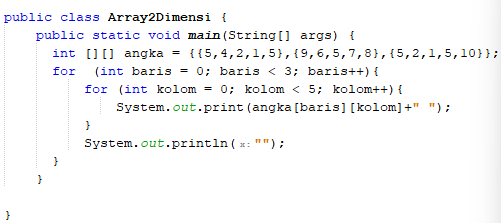 public class Array2Dimensi {
public static void main(String[] args) {
int [][] angka = {{5,4,2,1,5},{9,6,5,7,8},{5,2,1,5,10}};
for  (int baris = 0; baris < 3; baris++){
for (int kolom = 0; kolom < 5; kolom++){
System.out.print(angka[baris][kolom]+" ");
}
System.out.println( x: "");
}
}
}